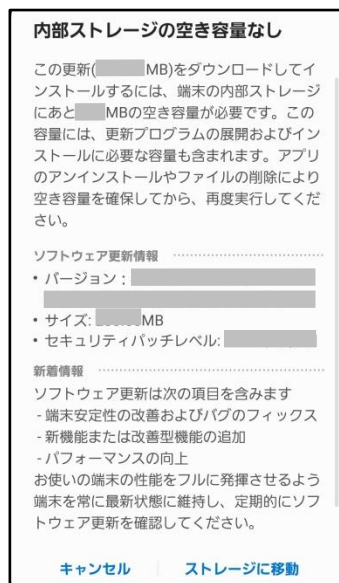 内部ストレージの空き容量なし
この更新( MB)をダウンロードしてイ
ンストールするには、端末の内部ストレージ
にあと MBの空き容量が必要です。この
容量には、更新プログラムの展開およびイン
ストールに必要な容量も含まれます。アプリ
のアンインストールやファイルの削除により
空き容量を確保してから、再度実行してくだ
さい。
ソフトウェア更新情報
• バージョン :
• サイズ: MB
• セキュリティパッチレベル:
新着情報
ソフトウェア更新は次の項目を含みます
- 端末安定性の改善およびバグのフィックス
- 新機能または改善型機能の追加
- パフォーマンスの向上
お使いの端末の性能をフルに発揮させるよう
端末を常に最新状態に維持し、定期的にソフ
トウェア更新を確認してください。
キャンセル ストレージに移動